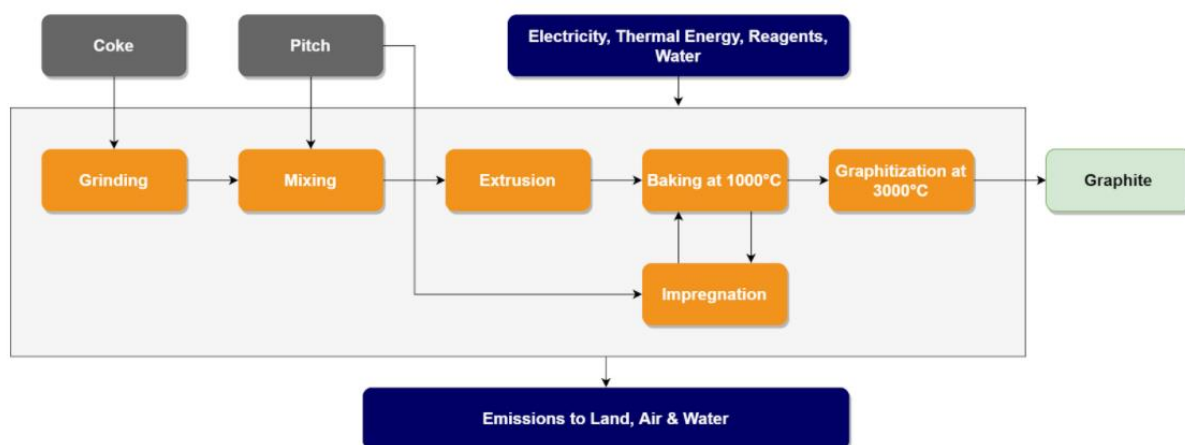 Coke
Pitch
Electricity, Thermal Energy, Reagents,
Water
Grinding
Mixing
Extrusion
Baking at 1000°C
Graphitization at
3000°C
Graphite
Impregnation
Emissions to Land, Air & Water